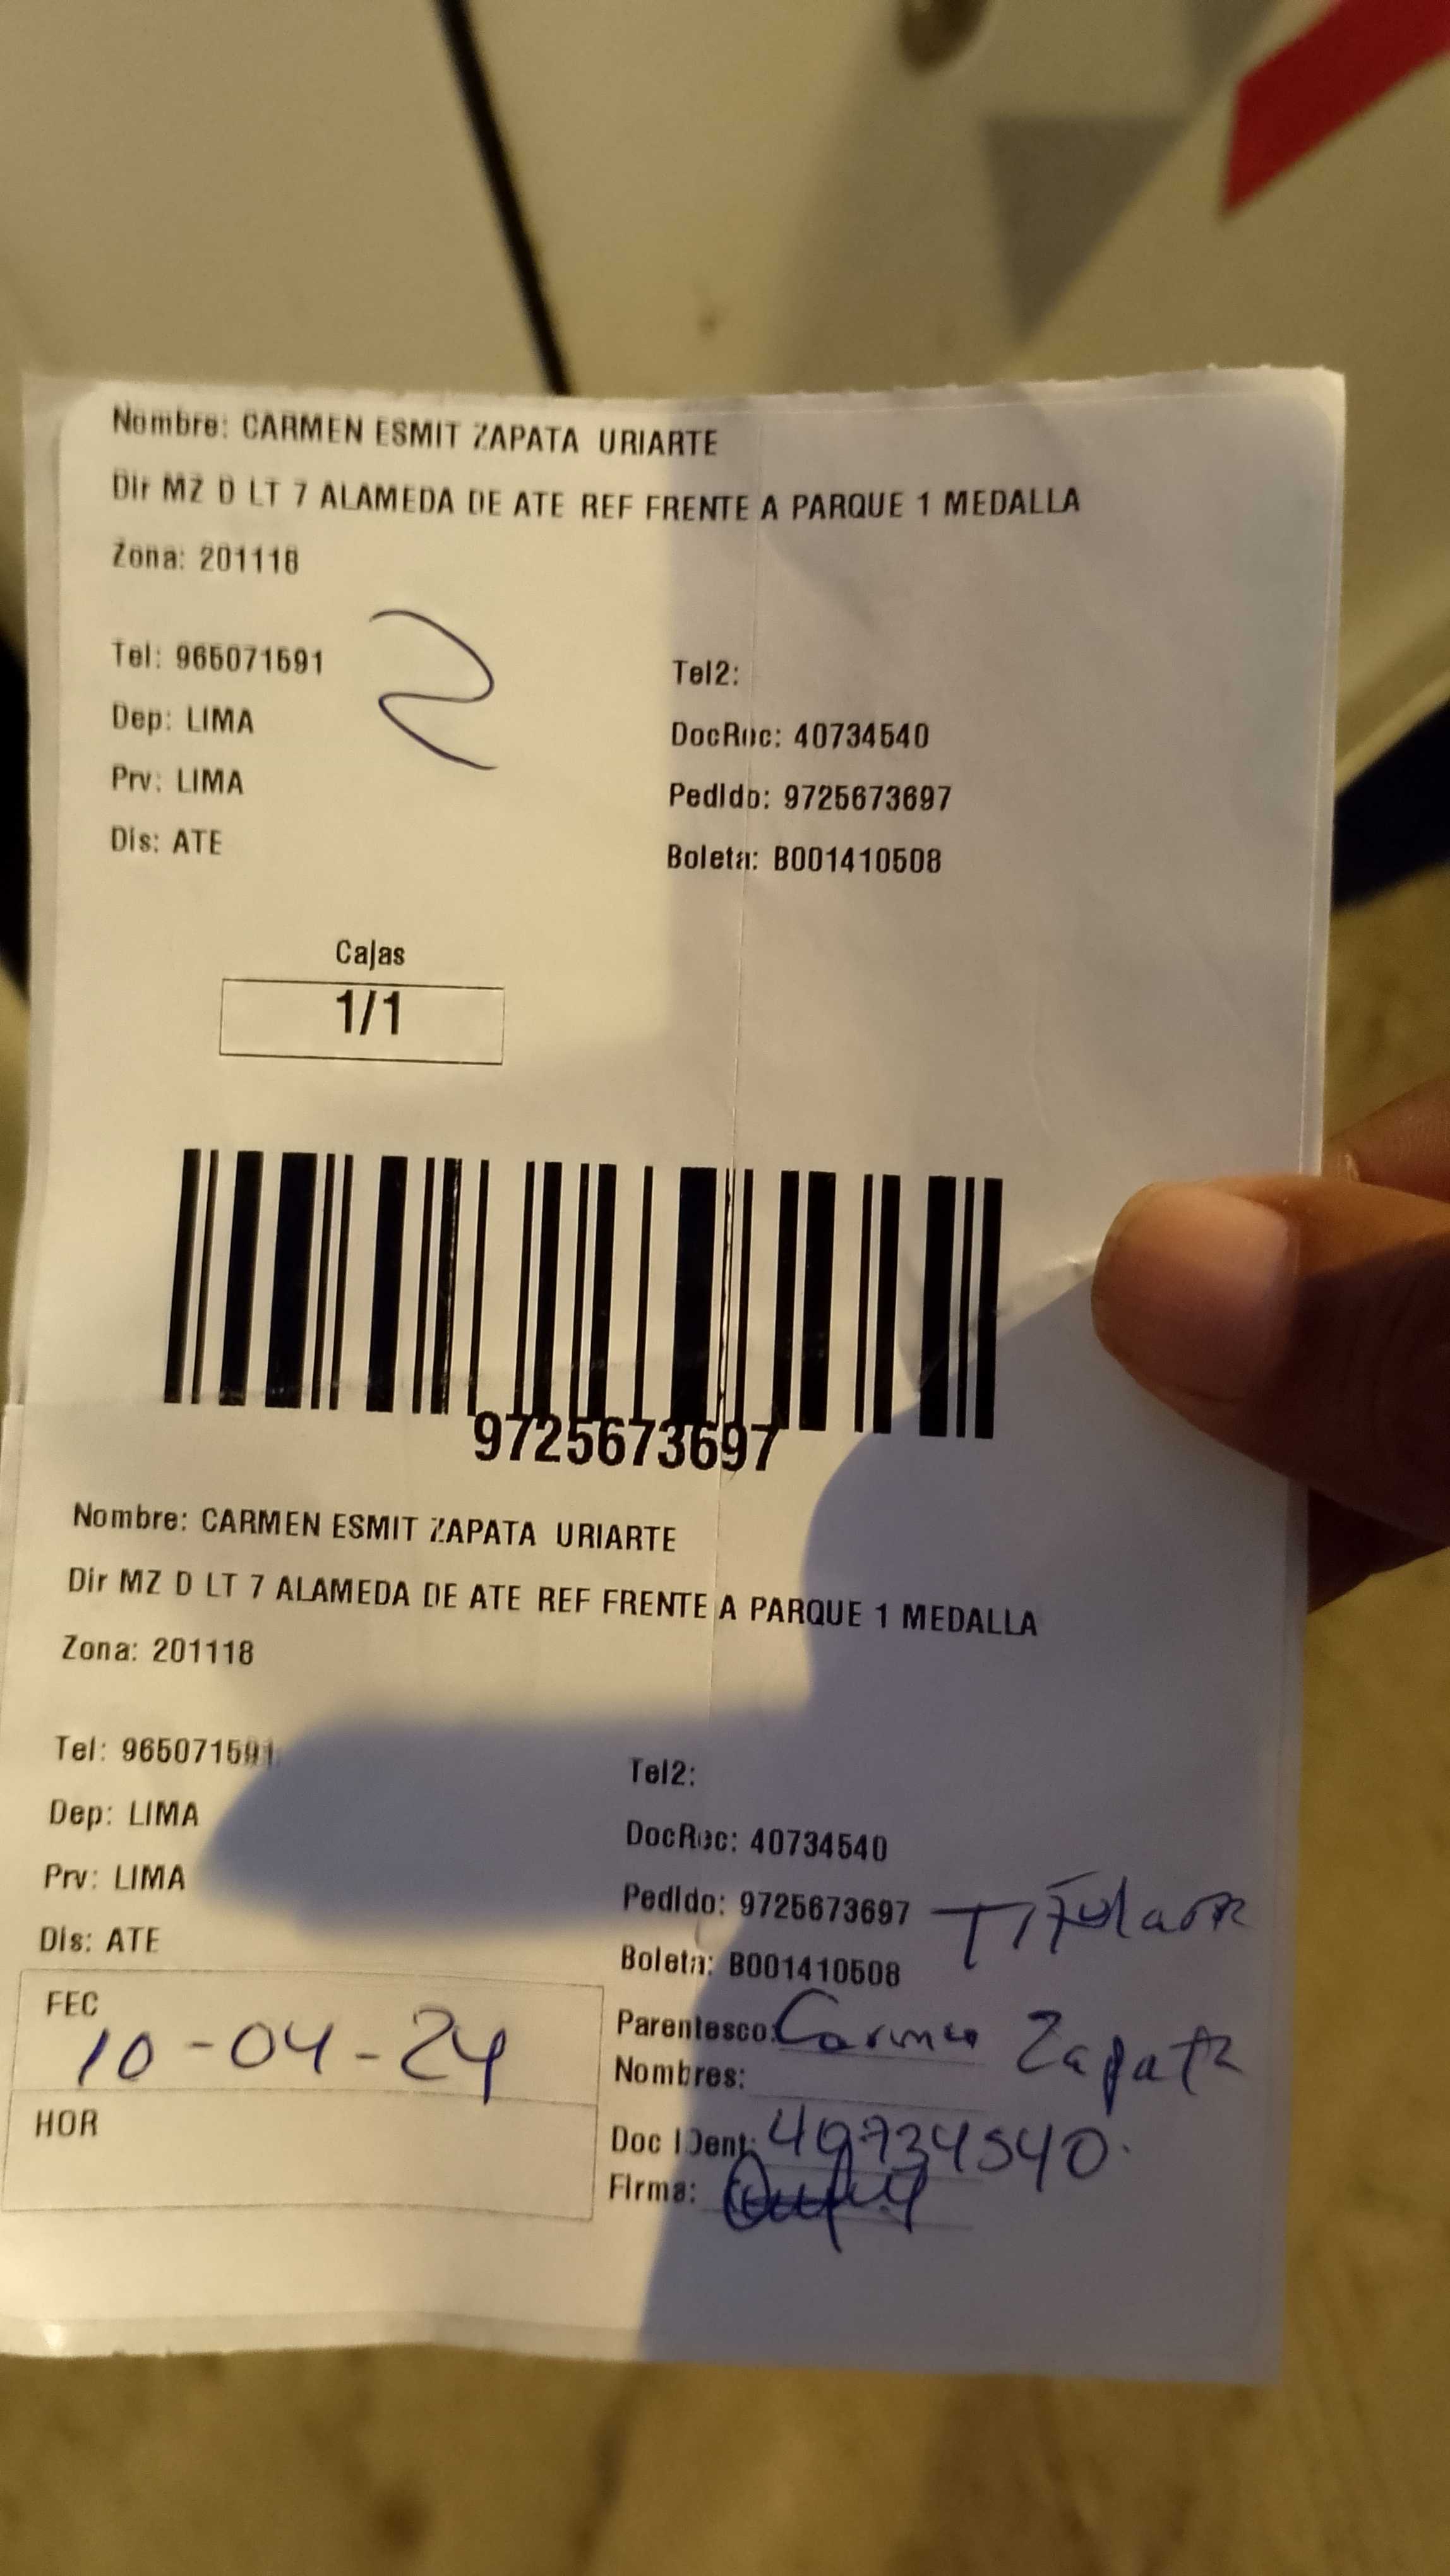 Nombre: CARMEN ESMIT ZAPATA URIARTE
Dir MZ D LT 7 ALAMEDA DE ATE REF FRENTE A PARQUE 1 MEDALLA
Zona: 201118
2
Tel: 965071591
Tel2:
Dep: LIMA
DocRec: 40734540
Prv: LIMA
Pedido: 9725673697
Dis: ATE
Boleta: B001410508
Cajas
1/1
9725673697
Nombre: CARMEN ESMIT ZAPATA URIARTE
Dir MZ D LT 7 ALAMEDA DE ATE REF FRENTE A PARQUE 1 MEDALLA
Zona: 201118
Tel: 965071591
Tel2:
Dep: LIMA
DocRec: 40734540
Prv: LIMA
Pedido: 9725673697 Titular
Dis: ATE
Boleta: B001410508
FEC
10-04-24
Parentesco: Carmen Zapata
Nombres:
HOR
Doc IDent: 40734540.
Firma: